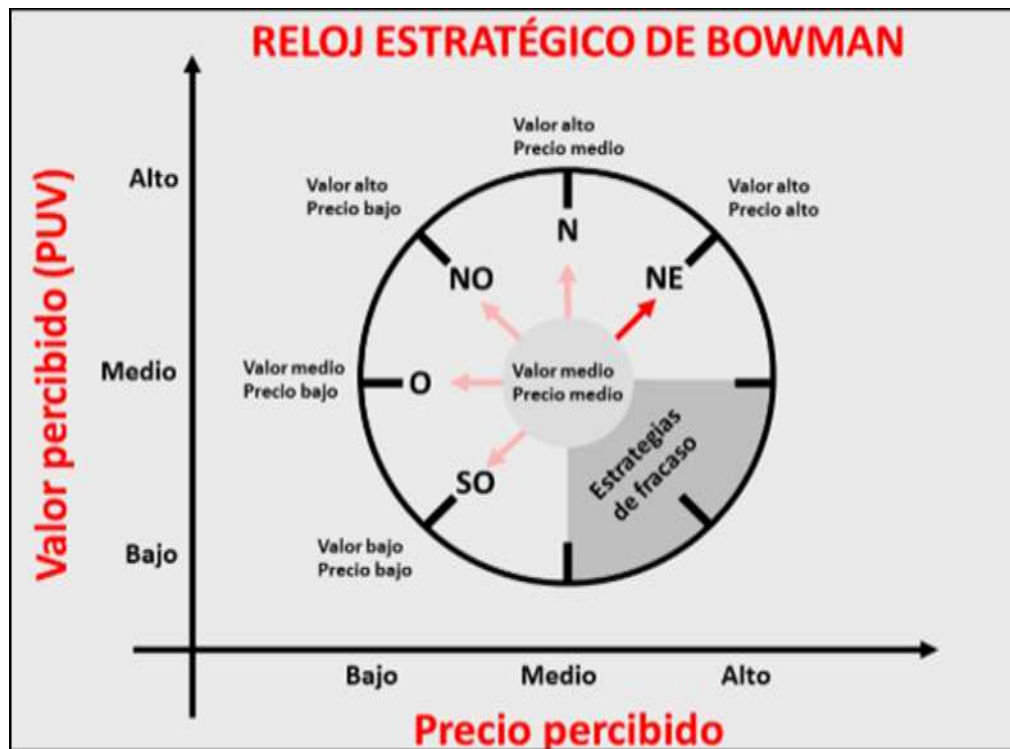 RELOJ ESTRATÉGICO DE BOWMAN
Valor percibido (PUV)
Alto
Medio
Bajo
Valor alto
Precio medio
Valor alto
Precio bajo
Valor alto
Precio alto
N
NO
NE
Valor medio
Precio bajo
O
Valor medio
Precio medio
SO
Estrategias
de fracaso
Valor bajo
Precio bajo
Bajo
Medio
Alto
Precio percibido